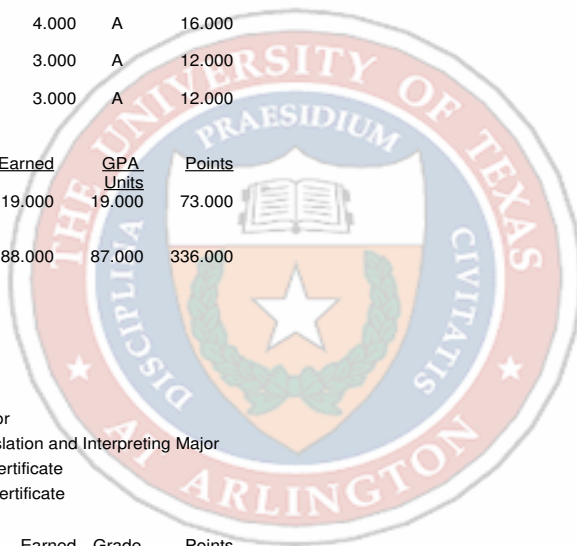 4.000 A 16.000
3.000 A 12.000
3.000 A 12.000
Earned GPA Units Points
19.000 19.000 73.000
88.000 87.000 336.000
or
slation and Interpreting Major
ertificate
ertificate
Earned Grade Points
THE UNIVERSITY OF TEXAS
AT ARLINGTON
PRAESIDIUM
DISCIPLINA
CIVITATIS